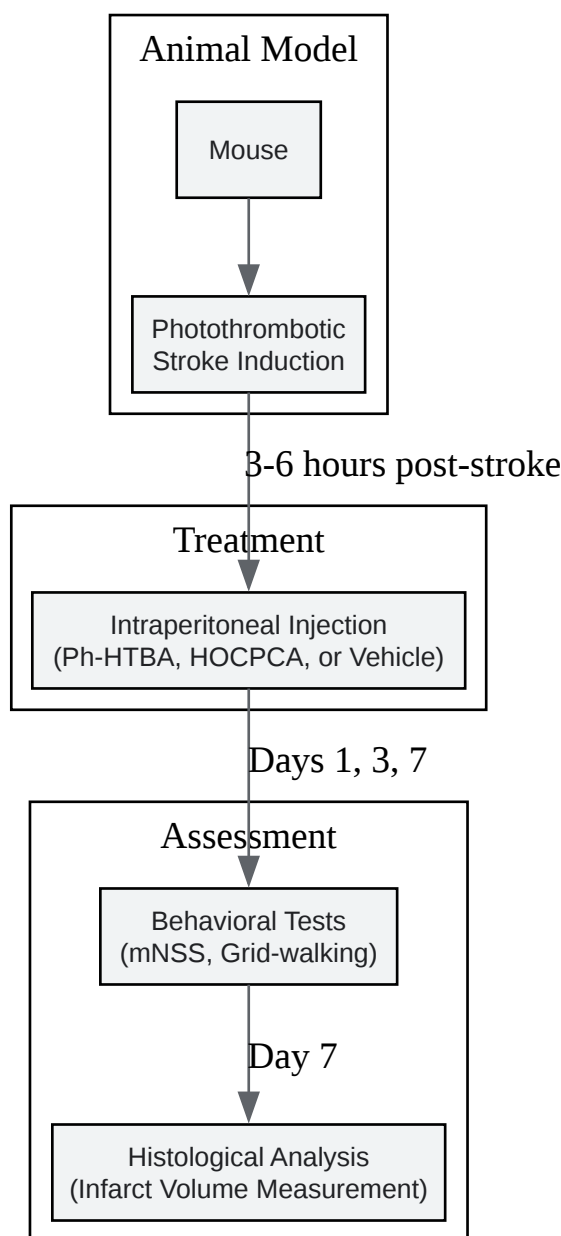 Animal Model
Mouse
Photothrombotic
Stroke Induction
3-6 hours post-stroke
Treatment
Intraperitoneal Injection
(Ph-HTBA, HOCPCA, or Vehicle)
Days 1, 3, 7
Assessment
Behavioral Tests
(mNSS, Grid-walking)
Day 7
Histological Analysis
(Infarct Volume Measurement)